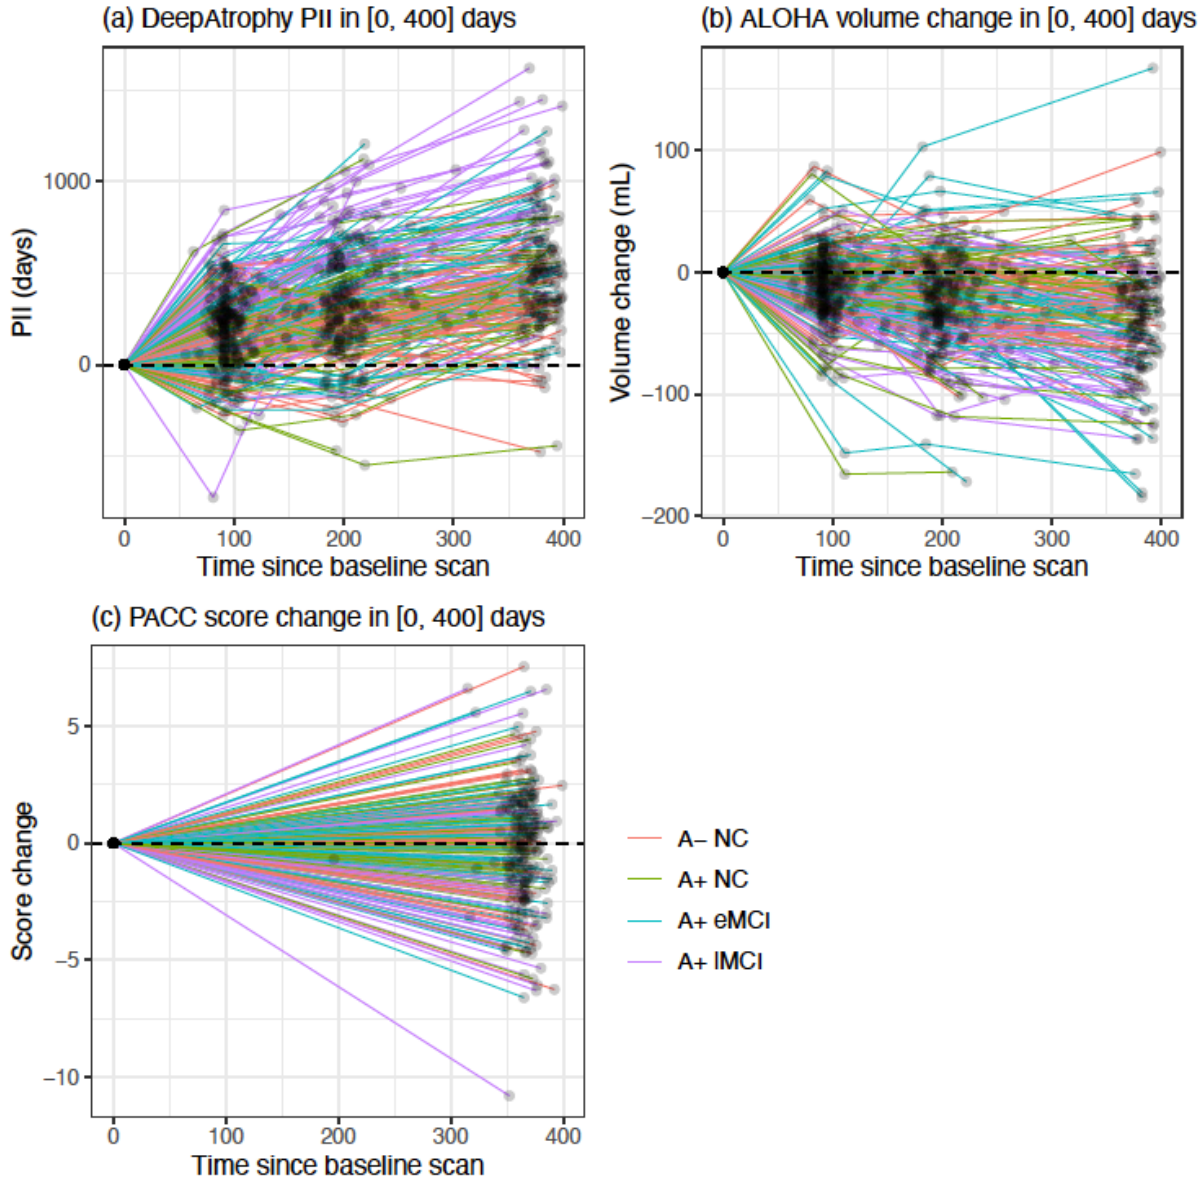 (a) DeepAtrophy PII in [0, 400] days
PII (days)
1000
0
0 100 200 300 400
Time since baseline scan
(b) ALOHA volume change in [0, 400] days
Volume change (mL)
100
0
−100
−200
0 100 200 300 400
Time since baseline scan
(c) PACC score change in [0, 400] days
Score change
5
0
−5
−10
0 100 200 300 400
Time since baseline scan
A− NC
A+ NC
A+ eMCI
A+ lMCI